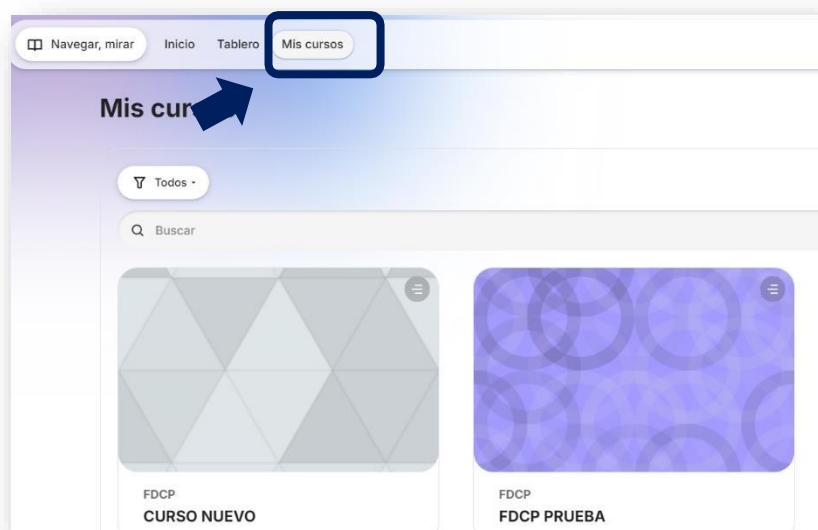 Navegar, mirar Inicio Tablero Mis cursos
Mis cur
Todos
Buscar
FDCP
CURSO NUEVO
FDCP
FDCP PRUEBA